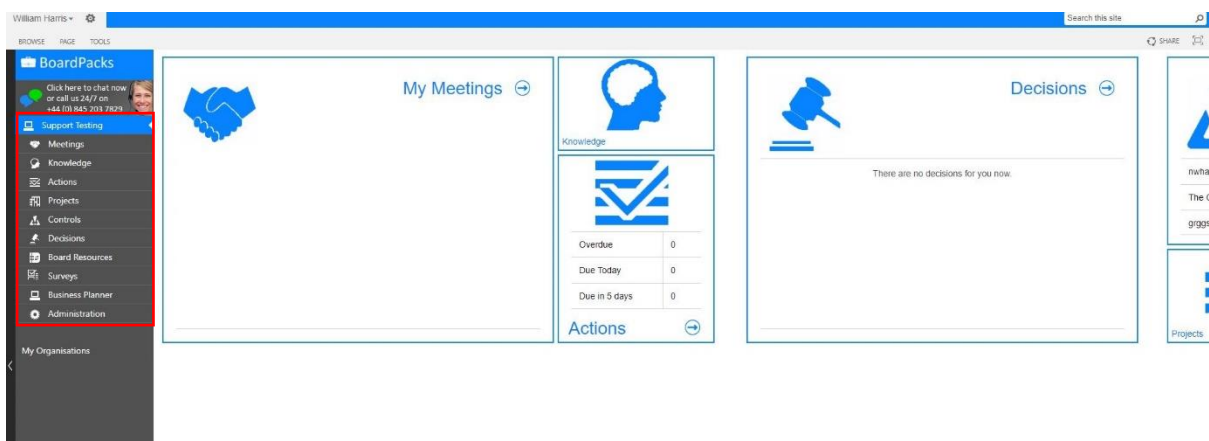 William Harris
Search this site
BROWSE PAGE TOOLS
SHARE
BoardPacks
Click here to chat now
or call us 24/7 on
+44 (0) 845 203 7829
Support Testing
Meetings
Knowledge
Actions
Projects
Controls
Decisions
Board Resources
Surveys
Business Planner
Administration
My Organisations
My Meetings
Knowledge
Overdue 0
Due Today 0
Due in 5 days 0
Actions
Decisions
There are no decisions for you now.
nwha
The
grggs
Projects